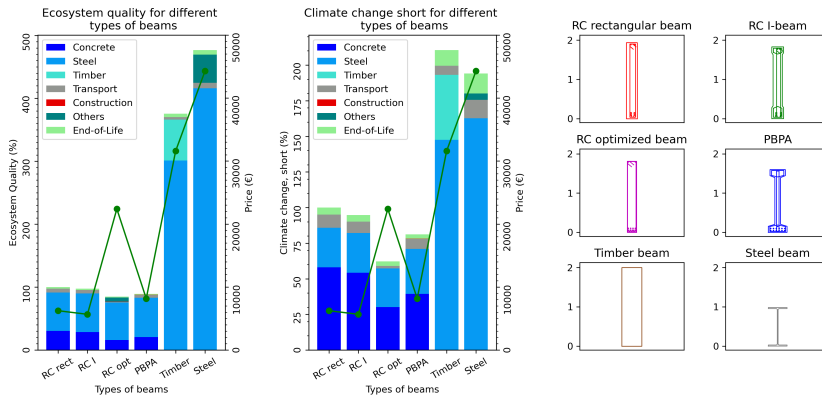 Ecosystem quality for different
types of beams
Ecosystem Quality (%)
500
400
300
200
100
0
Concrete
Steel
Timber
Transport
Construction
Others
End-of-Life
50000
40000
30000
20000
10000
0
Price (€)
RC rect
RC I
RC opt
PBPA
Timber
Steel
Types of beams
Climate change short for different
types of beams
Climate change, short (%)
200
175
150
125
100
75
50
25
0
Concrete
Steel
Timber
Transport
Construction
Others
End-of-Life
50000
40000
30000
20000
10000
0
Price (€)
RC rect
RC I
RC opt
PBPA
Timber
Steel
Types of beams
RC rectangular beam
2
1
0
RC I-beam
2
1
0
RC optimized beam
2
1
0
PBPA
2
1
0
Timber beam
2
1
0
Steel beam
2
1
0